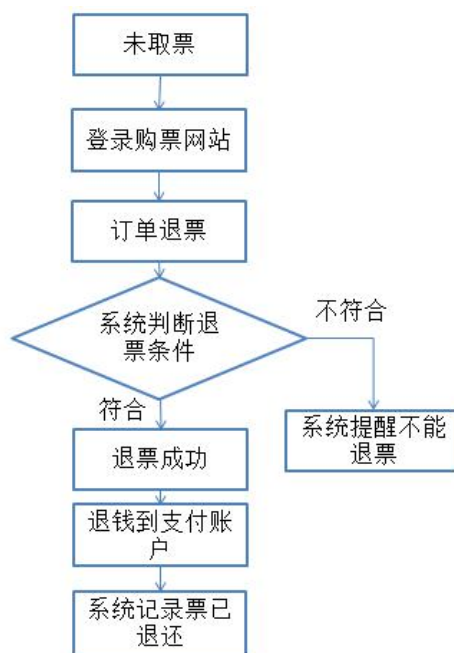 未取票
登录购票网站
订单退票
系统判断退
票条件
不符合
符合
系统提醒不能
退票
退票成功
退钱到支付账
户
系统记录票已
退还